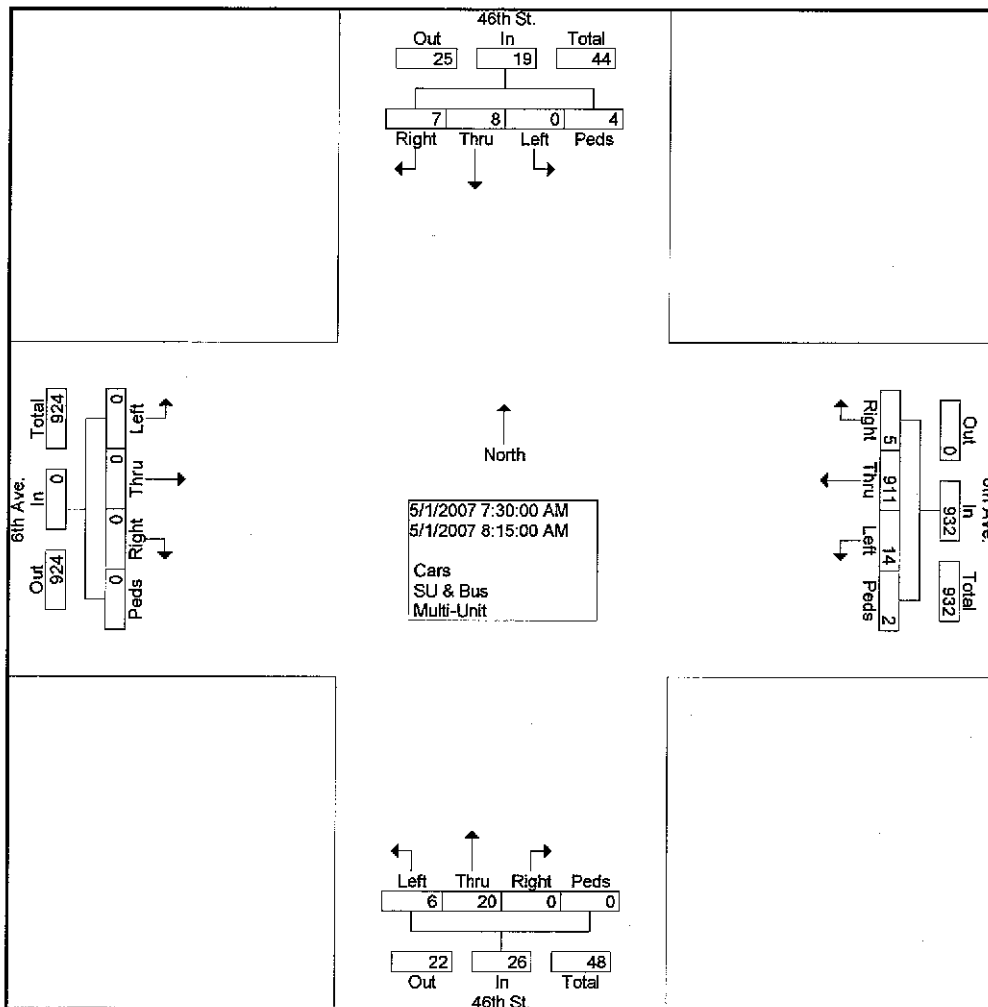 46th St.
Out In Total
25 19 44
7 8 0 4
Right Thru Left Peds
Total In Out
924 0 924
0 0 0 0
Left Thru Right Peds
6th Ave.
North
5/1/2007 7:30:00 AM
5/1/2007 8:15:00 AM
Cars
SU & Bus
Multi-Unit
Right Thru Left Peds
5 911 14 2
Out In Total
0 932 932
Ave.
Left Thru Right Peds
6 20 0 0
22 26 48
Out In Total
46th St.